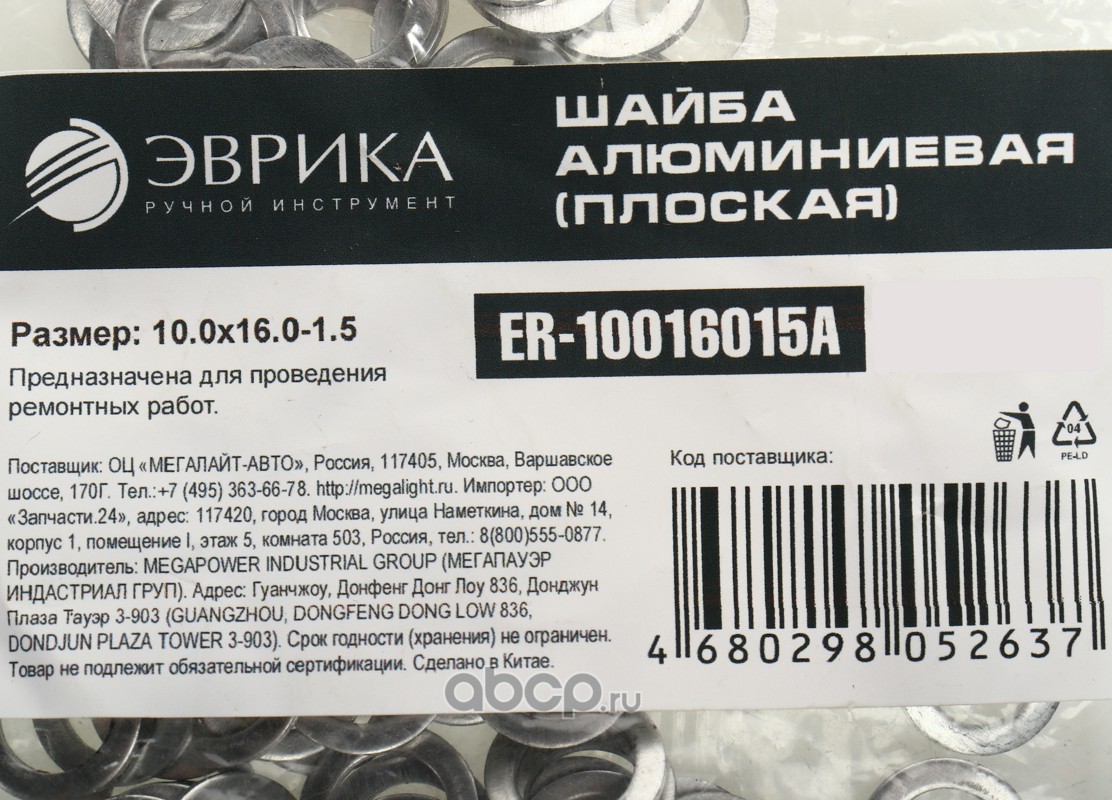 ЭВРИКА
РУЧНОЙ ИНСТРУМЕНТ
ШАЙБА
АЛЮМИНИЕВАЯ
(ПЛОСКАЯ)
Размер: 10.0x16.0-1.5
ER-10016015A
Предназначена для проведения
ремонтных работ.
04
PE-LD
Поставщик: ОЦ «МЕГАЛАЙТ-АВТО», Россия, 117405, Москва, Варшавское
шоссе, 170Г. Тел.:+7 (495) 363-66-78. http://megalight.ru. Импортер: ООО
«Запчасти.24», адрес: 117420, город Москва, улица Наметкина, дом № 14,
корпус 1, помещение I, этаж 5, комната 503, Россия, тел.: 8(800)555-0877.
Производитель: MEGAPOWER INDUSTRIAL GROUP (МЕГАПАУЭР
ИНДАСТРИАЛ ГРУП). Адрес: Гуанчжоу, Донфенг Донг Лоу 836, Донджун
Плаза Тауэр 3-903 (GUANGZHOU, DONGFENG DONG LOW 836,
DONDJUN PLAZA TOWER 3-903). Срок годности (хранения) не ограничен.
Товар не подлежит обязательной сертификации. Сделано в Китае.
Код поставщика:
4 680298 052637
abcp.ru